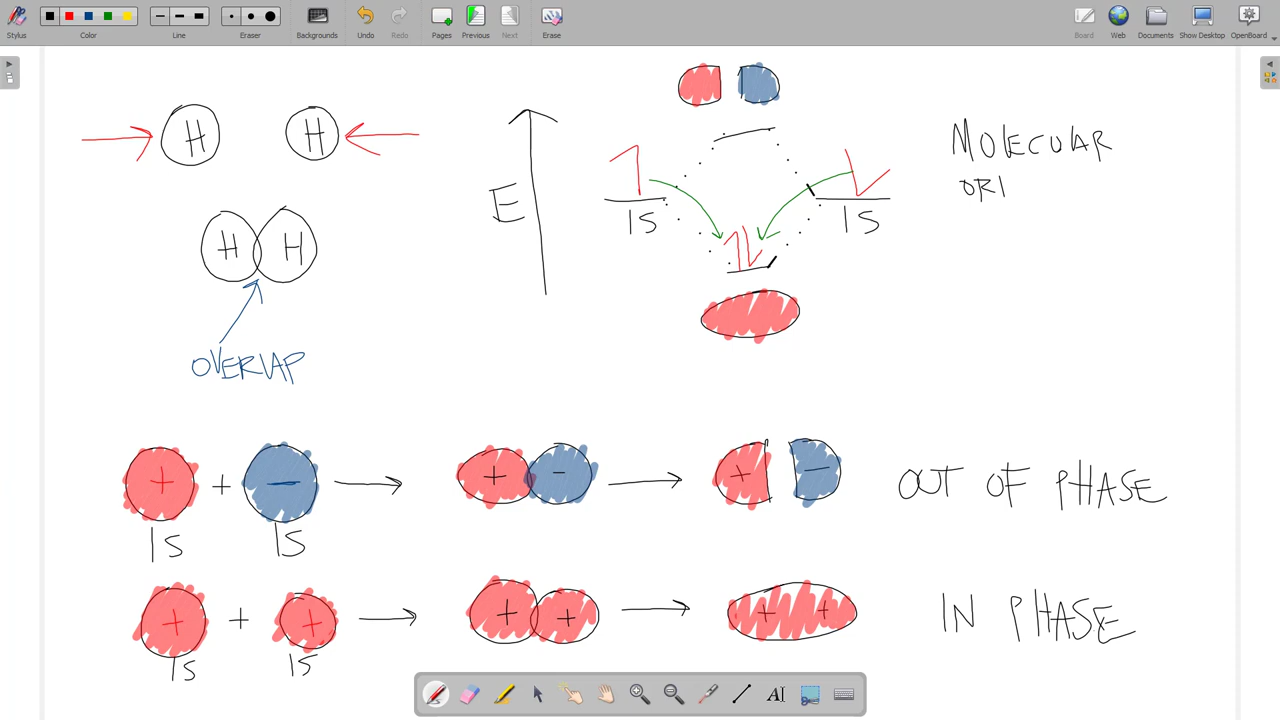 Stylus
Color
Line
Eraser
Backgrounds
Undo
Redo
Pages
Previous
Next
Erase
Board
Web
Documents
Show Desktop
OpenBoard
H H
E
1S
1S
MOLECULAR
ORI
H H
OVERLAP
+ + -
1S 1S
+ -
+ -
OUT OF PHASE
+ + +
1S 1S
+ +
+ +
IN PHASE
AI